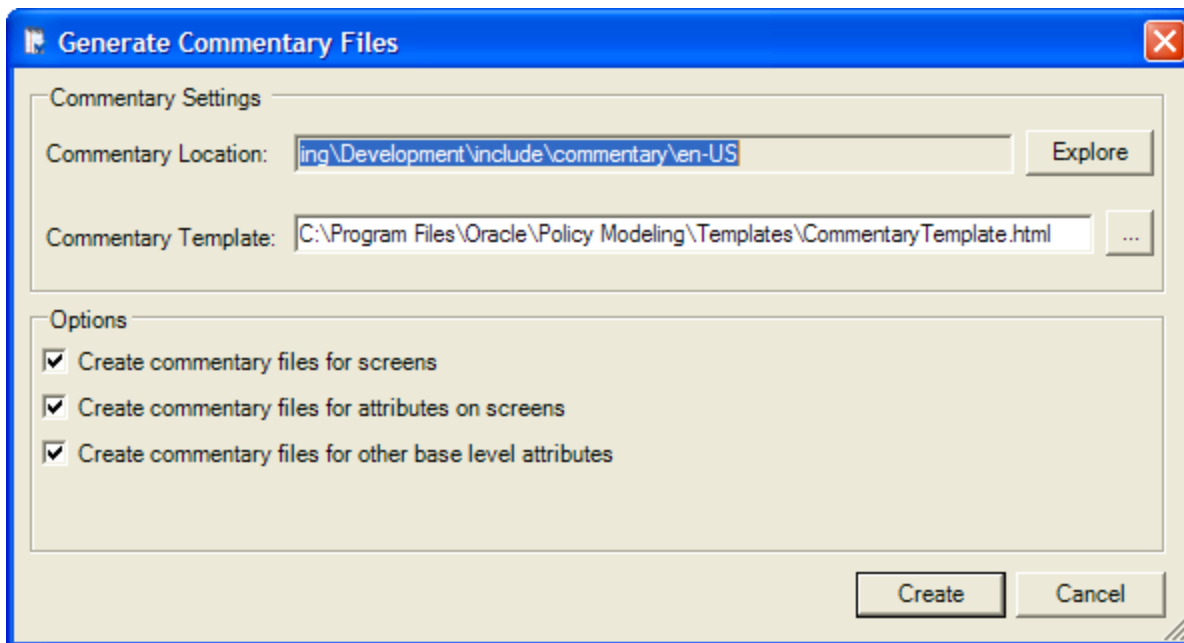 Generate Commentary Files
Commentary Settings
Commentary Location: ing\Development\include\commentary\en-US Explore
Commentary Template: C:\Program Files\Oracle\Policy Modeling\Templates\CommentaryTemplate.html ...
Options
Create commentary files for screens
Create commentary files for attributes on screens
Create commentary files for other base level attributes
Create Cancel